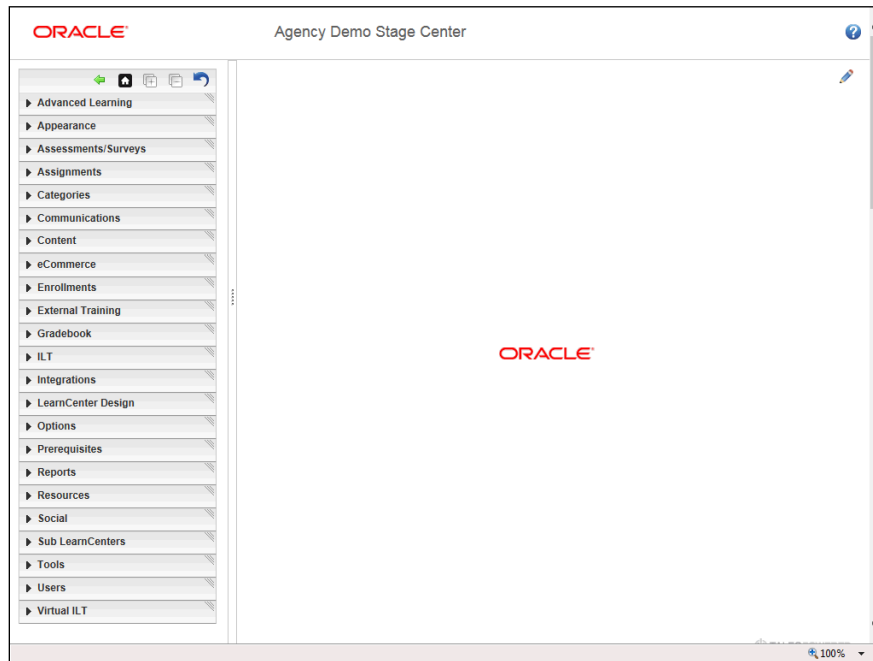 ORACLE®
Agency Demo Stage Center
Advanced Learning
Appearance
Assessments/Surveys
Assignments
Categories
Communications
Content
eCommerce
Enrollments
External Training
Gradebook
ILT
Integrations
LearnCenter Design
Options
Prerequisites
Reports
Resources
Social
Sub LearnCenters
Tools
Users
Virtual ILT
ORACLE®
100%